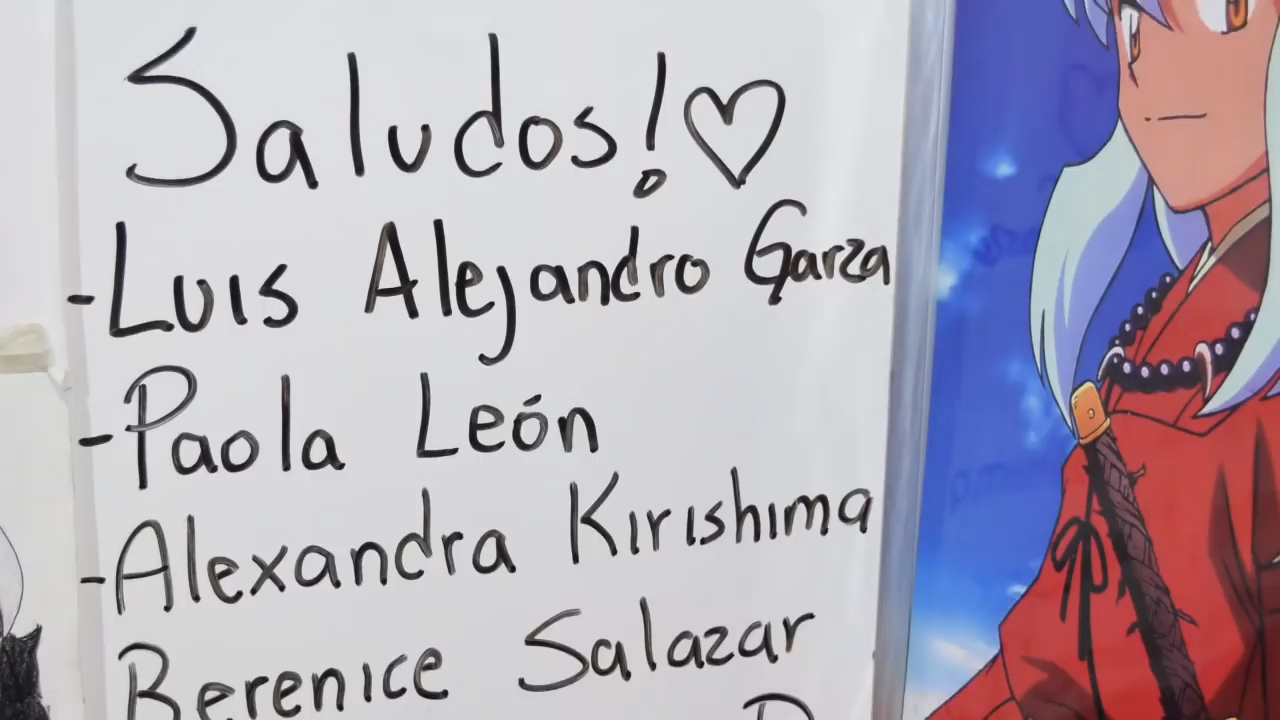 Saludos!♡
-Luis Alejandro Garza
-Paola León
-Alexandra Kirishima
Berenice Salazar